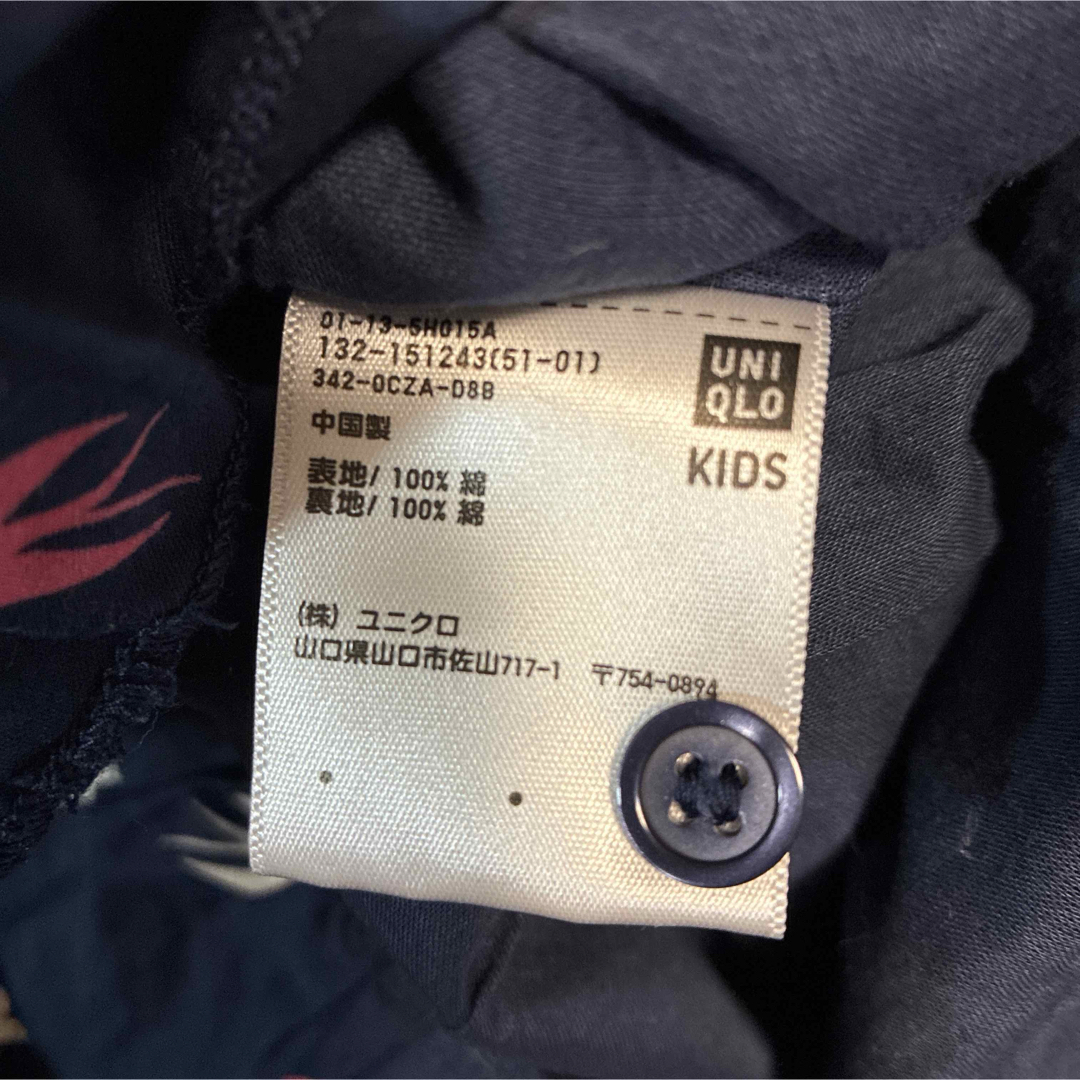 01-13-5H015A
132-151243(51-01)
342-0CZA-D8B
中国製
表地/ 100% 綿
裏地/ 100% 綿
UNI
QLO
KIDS
(株) ユニクロ
山口県山口市佐山717-1 〒754-0894